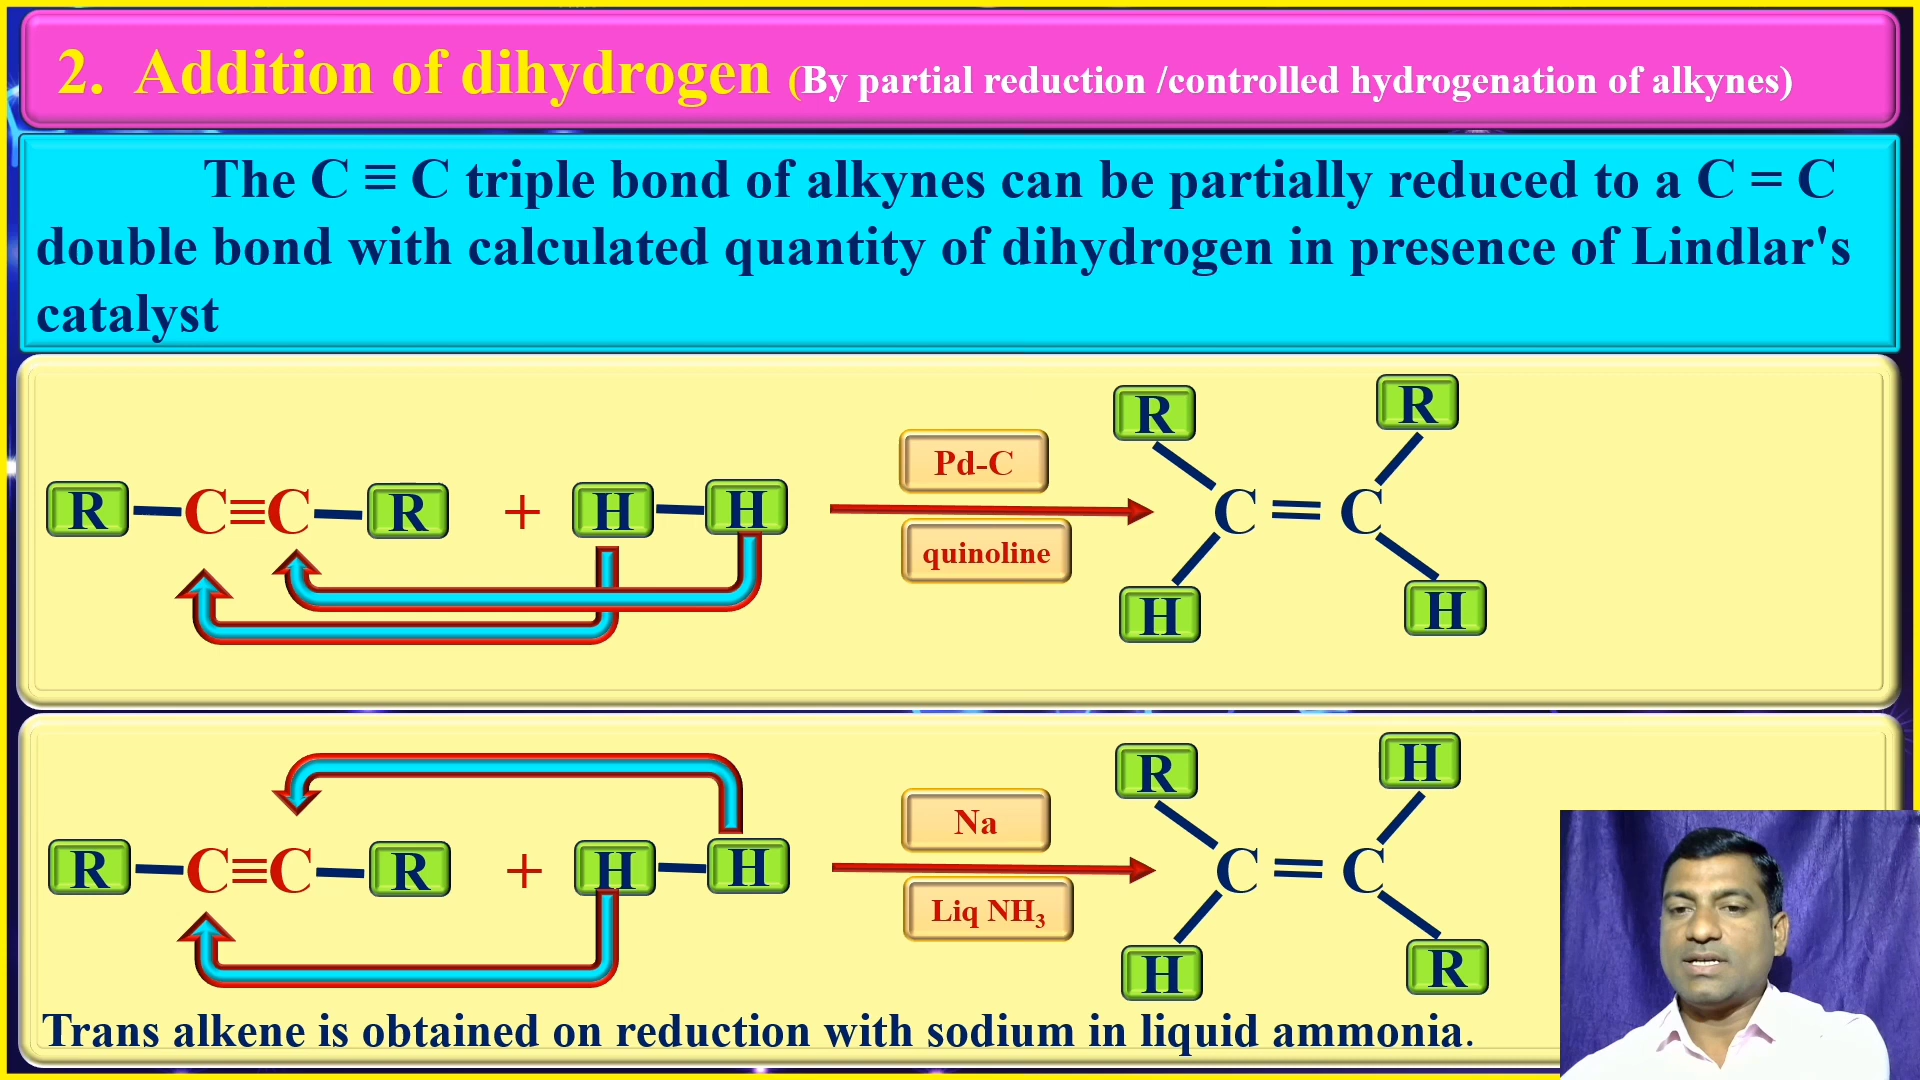 2. Addition of dihydrogen (By partial reduction /controlled hydrogenation of alkynes)
The C ≡ C triple bond of alkynes can be partially reduced to a C = C
double bond with calculated quantity of dihydrogen in presence of Lindlar's
catalyst
R R
Pd-C
R C≡C R + H H C = C
quinoline
H H
R H
Na
R C≡C R + H H C = C
Liq NH₃
H R
Trans alkene is obtained on reduction with sodium in liquid ammonia.